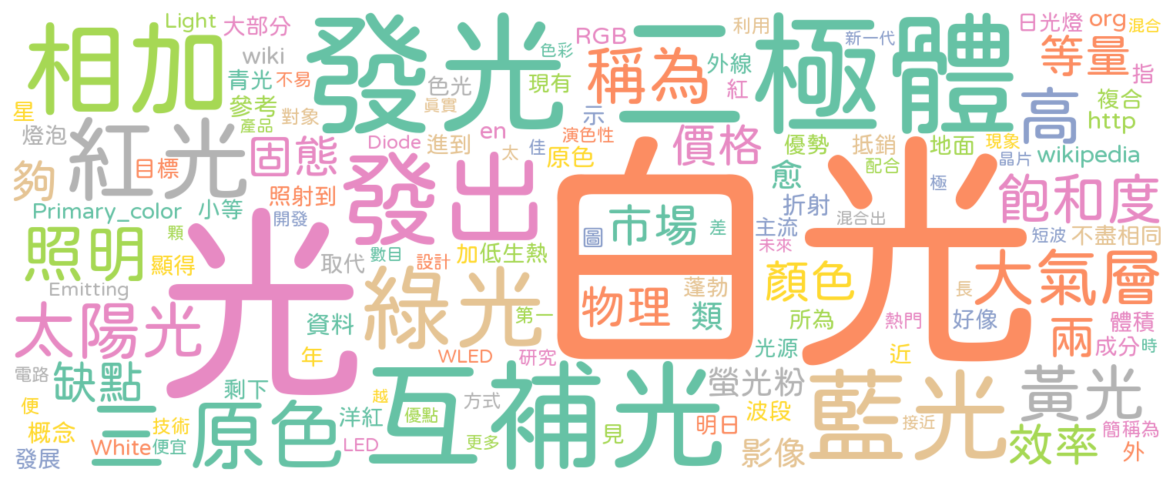 Light 大部分 發光二極體 色彩 RGB 利用 新一代 日光燈 org 混合
相加 wiki 稱為 外線 等量 指
青光 不易 色光 現有 紅
星 參考 對象 真實 示 高 複合
燈泡 產品 Diode 進到 en 演色性 價格 優勢 抵銷 地面 現象 http
紅光 目標 固態 太 佳 原色 配合 晶片 wikipedia
夠 照射到 發出 白光 愈 極 飽和度
Primary_color 小等 開發 圖 市場 差 主流 折射 混合出 短波 不盡相同
照明 顆 顯得 取代 數目 設計 加 低生熱 未來
Emitting 光 綠光 物理 蓬勃 顏色 長 大氣層
太陽光 資料 第一 類 所為 熱門 好像 體積
年 WLED 研究 光源 近 兩 成分 時
電路 缺點 剩下 越 方式 互補光 螢光粉 藍光 黃光
便 三原色 洋紅 優點 波段 接近
概念 技術 White 便宜 LED 更多 見 明日 影像 效率 簡稱為
發展 外